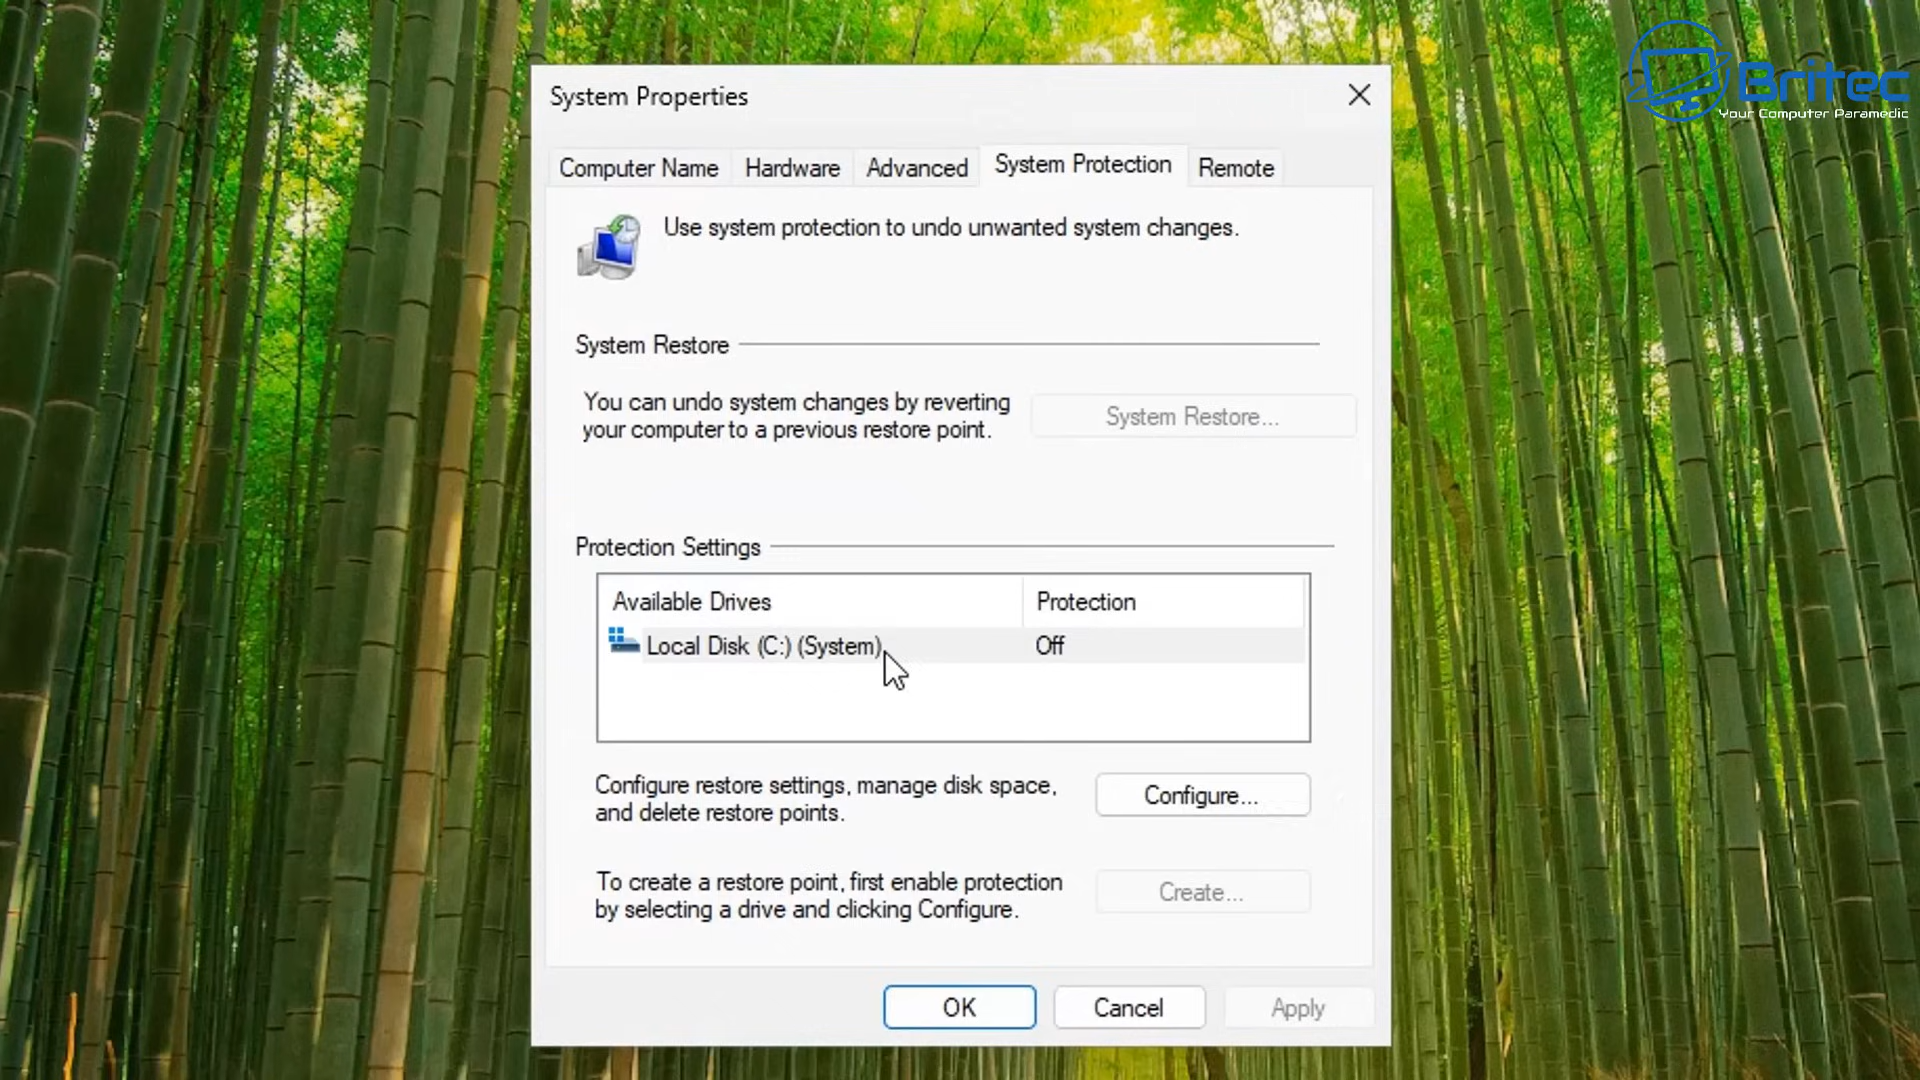 Britec
Your Computer Paramedic
System Properties
Computer Name
Hardware
Advanced
System Protection
Remote
Use system protection to undo unwanted system changes.
System Restore
You can undo system changes by reverting
your computer to a previous restore point.
System Restore...
Protection Settings
Available Drives
Protection
Local Disk (C:) (System)
Off
Configure restore settings, manage disk space,
and delete restore points.
Configure...
To create a restore point, first enable protection
by selecting a drive and clicking Configure.
Create...
OK
Cancel
Apply